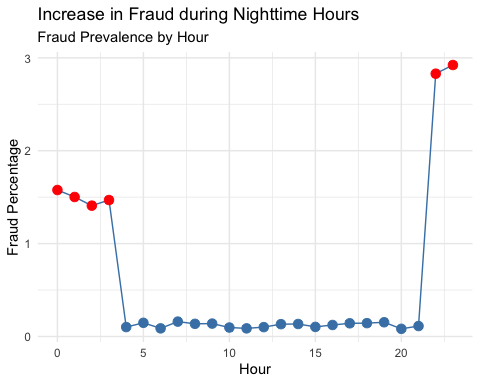 Increase in Fraud during Nighttime Hours
Fraud Prevalence by Hour
Fraud Percentage
3
2
1
0
0 5 10 15 20
Hour